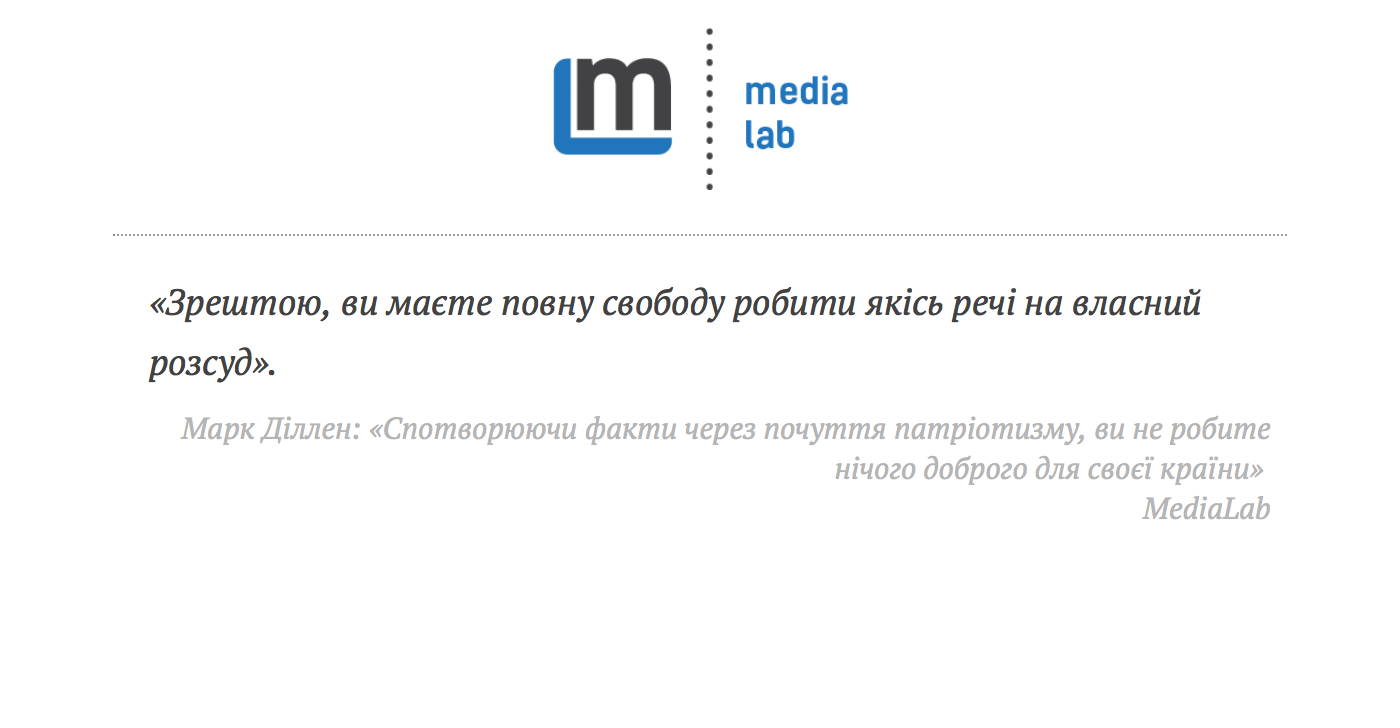 m
media
lab
«Зрештою, ви маєте повну свободу робити якісь речі на власний
розсуд».
Марк Діллен: «Спотворюючи факти через почуття патріотизму, ви не робите
нічого доброго для своєї країни»
MediaLab